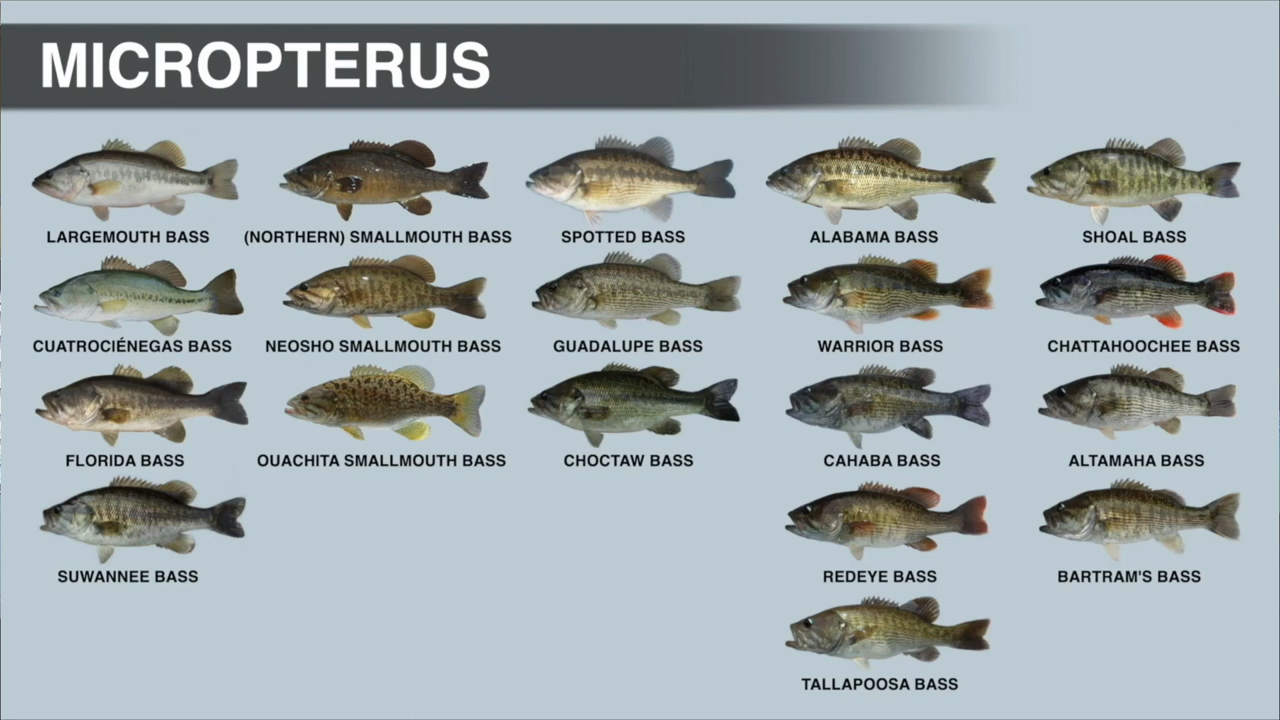 MICROPTERUS
LARGEMOUTH BASS
(NORTHERN) SMALLMOUTH BASS
SPOTTED BASS
ALABAMA BASS
SHOAL BASS
CUATROCIÉNEGAS BASS
NEOSHO SMALLMOUTH BASS
GUADALUPE BASS
WARRIOR BASS
CHATTAHOOCHEE BASS
FLORIDA BASS
OUACHITA SMALLMOUTH BASS
CHOCTAW BASS
CAHABA BASS
ALTAMAHA BASS
SUWANNEE BASS
REDEYE BASS
BARTRAM'S BASS
TALLAPOOSA BASS